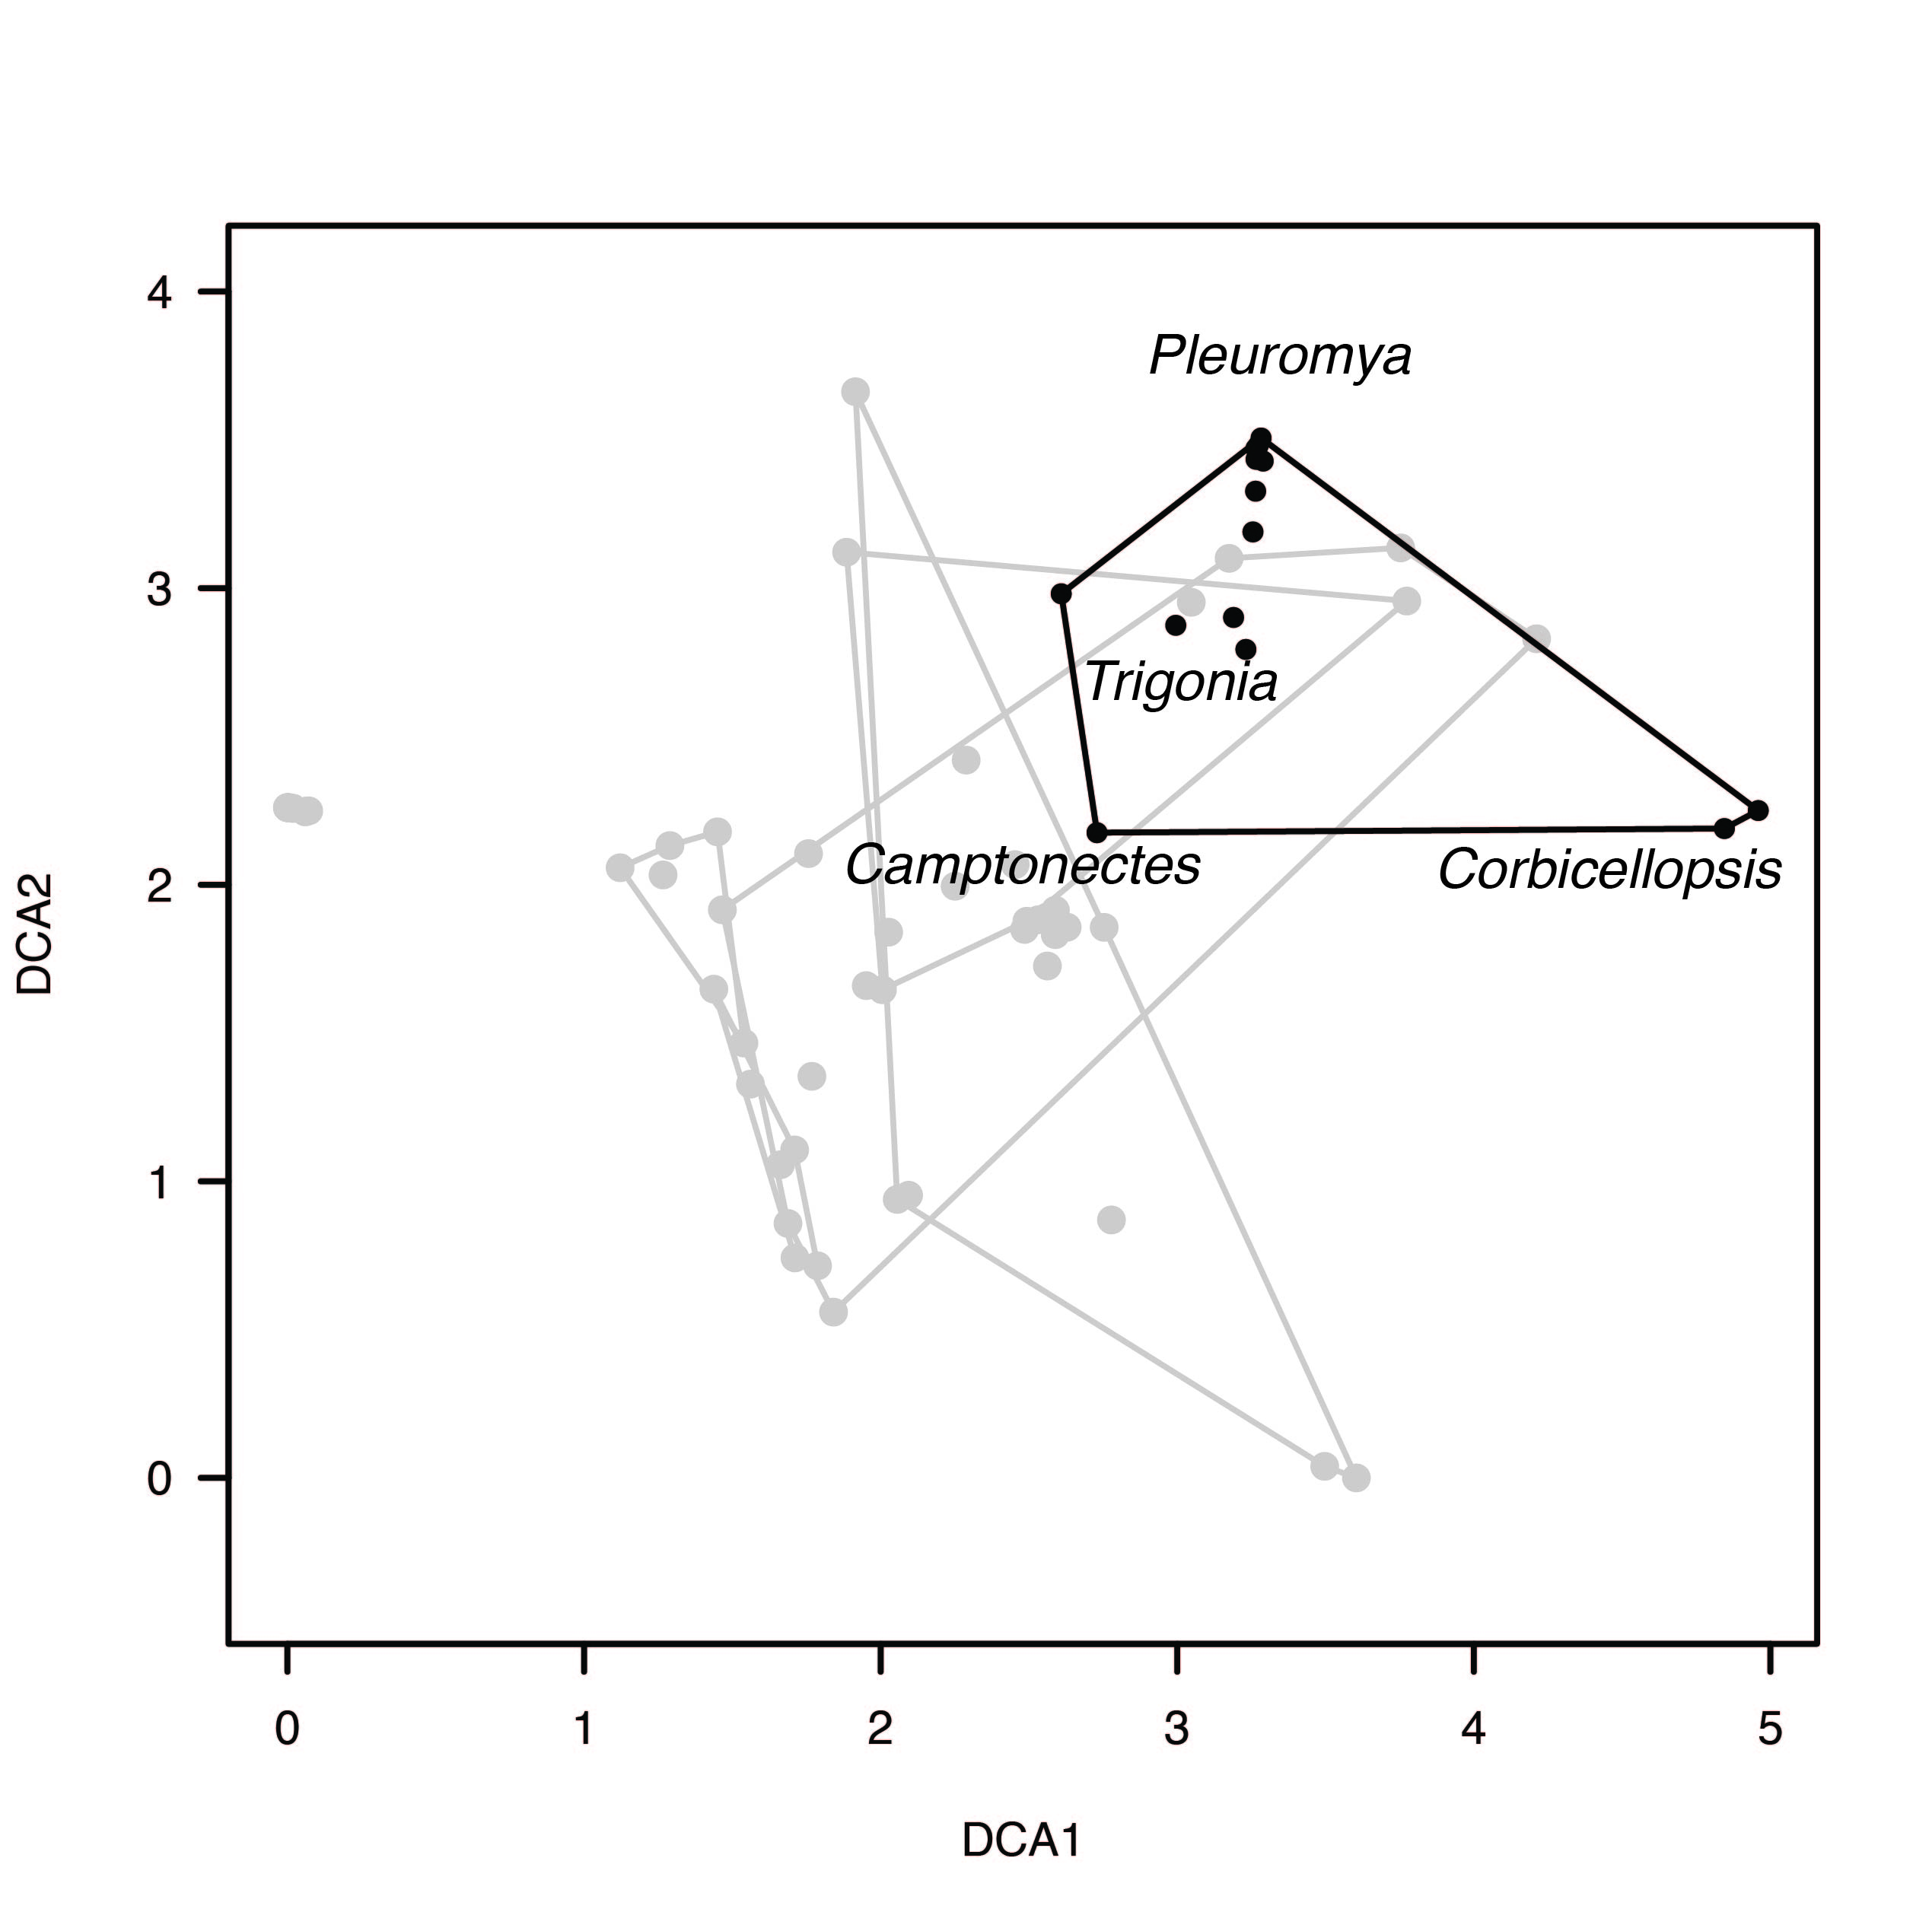 4
Pleuromya
3
Trigonia
2
Camptonectes
Corbicellopsis
DCA2
1
0
0 1 2 3 4 5
DCA1